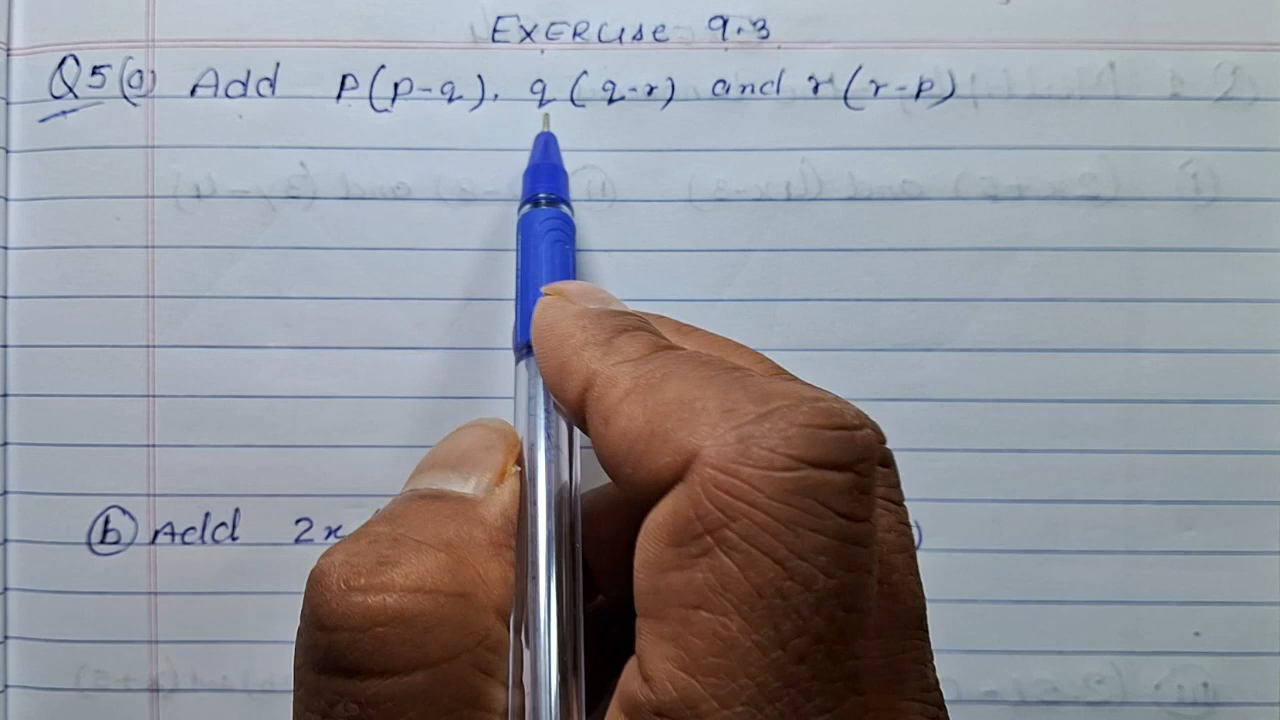 EXERCISE 9.3
Q5(a) Add P(p-q), q(q-r) and r(r-p)
(b) Add 2x )